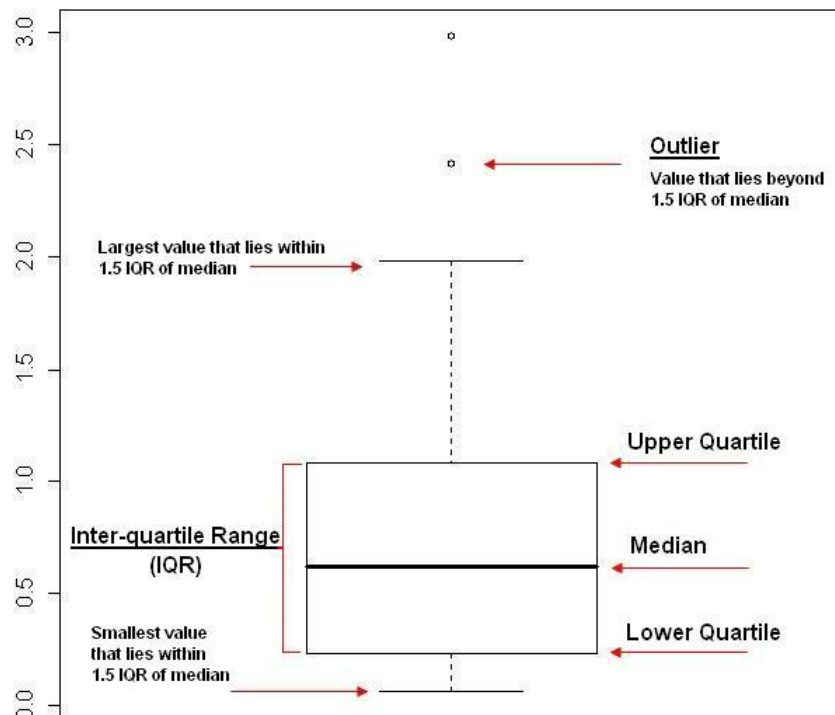 3.0
2.5
2.0
1.5
1.0
0.5
0.0
Outlier
Value that lies beyond
1.5 IQR of median
Largest value that lies within
1.5 IQR of median
Upper Quartile
Inter-quartile Range
(IQR)
Median
Lower Quartile
Smallest value
that lies within
1.5 IQR of median